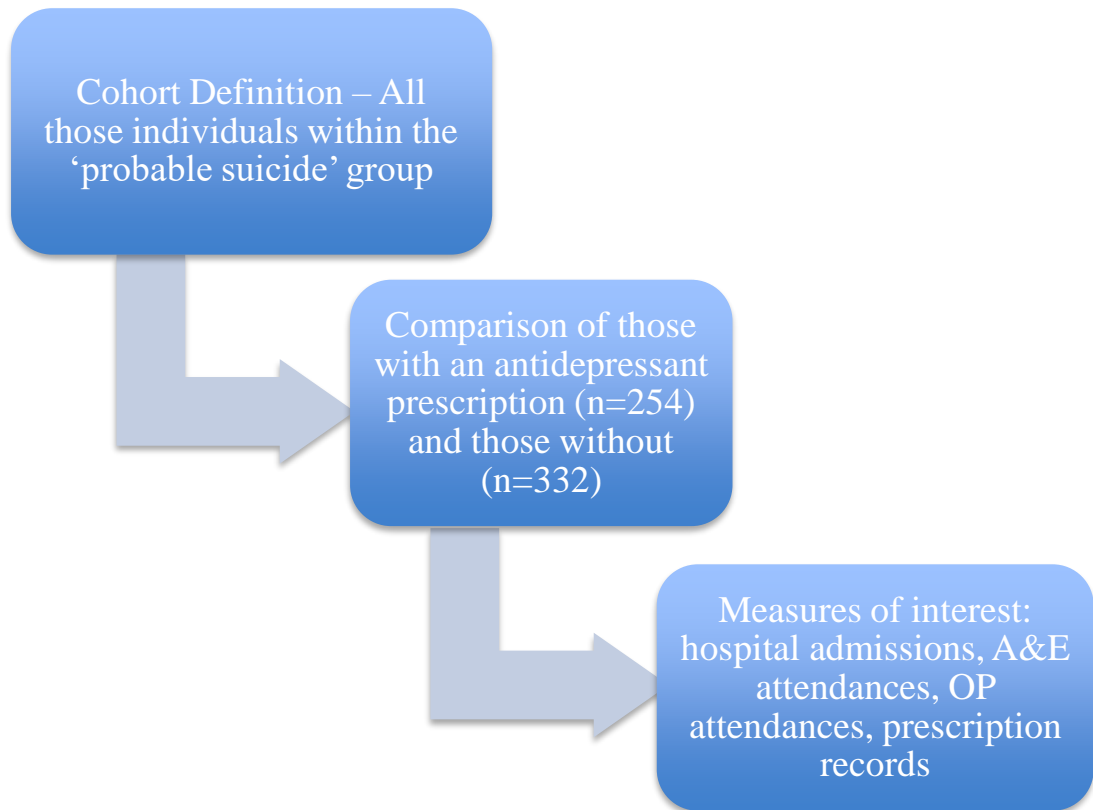 Cohort Definition – All
those individuals within the
‘probable suicide’ group
Comparison of those
with an antidepressant
prescription (n=254)
and those without
(n=332)
Measures of interest:
hospital admissions, A&E
attendances, OP
attendances, prescription
records